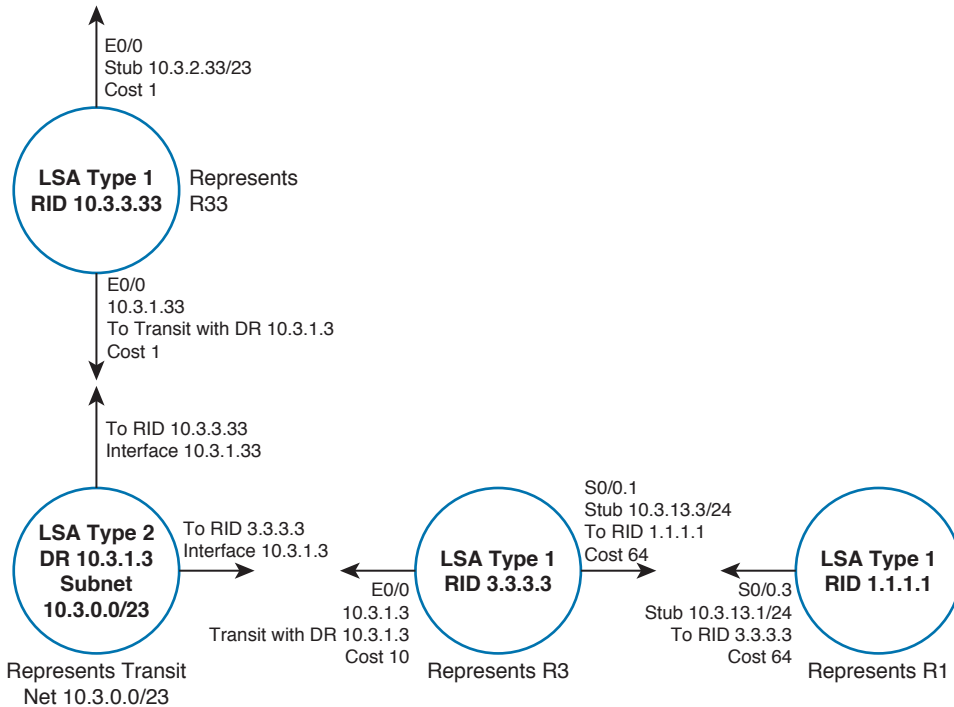 E0/0
Stub 10.3.2.33/23
Cost 1
LSA Type 1
RID 10.3.3.33
Represents
R33
E0/0
10.3.1.33
To Transit with DR 10.3.1.3
Cost 1
To RID 10.3.3.33
Interface 10.3.1.33
LSA Type 2
DR 10.3.1.3
Subnet
10.3.0.0/23
Represents Transit
Net 10.3.0.0/23
To RID 3.3.3.3
Interface 10.3.1.3
E0/0
10.3.1.3
Transit with DR 10.3.1.3
Cost 10
LSA Type 1
RID 3.3.3.3
Represents R3
S0/0.1
Stub 10.3.13.3/24
To RID 1.1.1.1
Cost 64
S0/0.3
Stub 10.3.13.1/24
To RID 3.3.3.3
Cost 64
LSA Type 1
RID 1.1.1.1
Represents R1